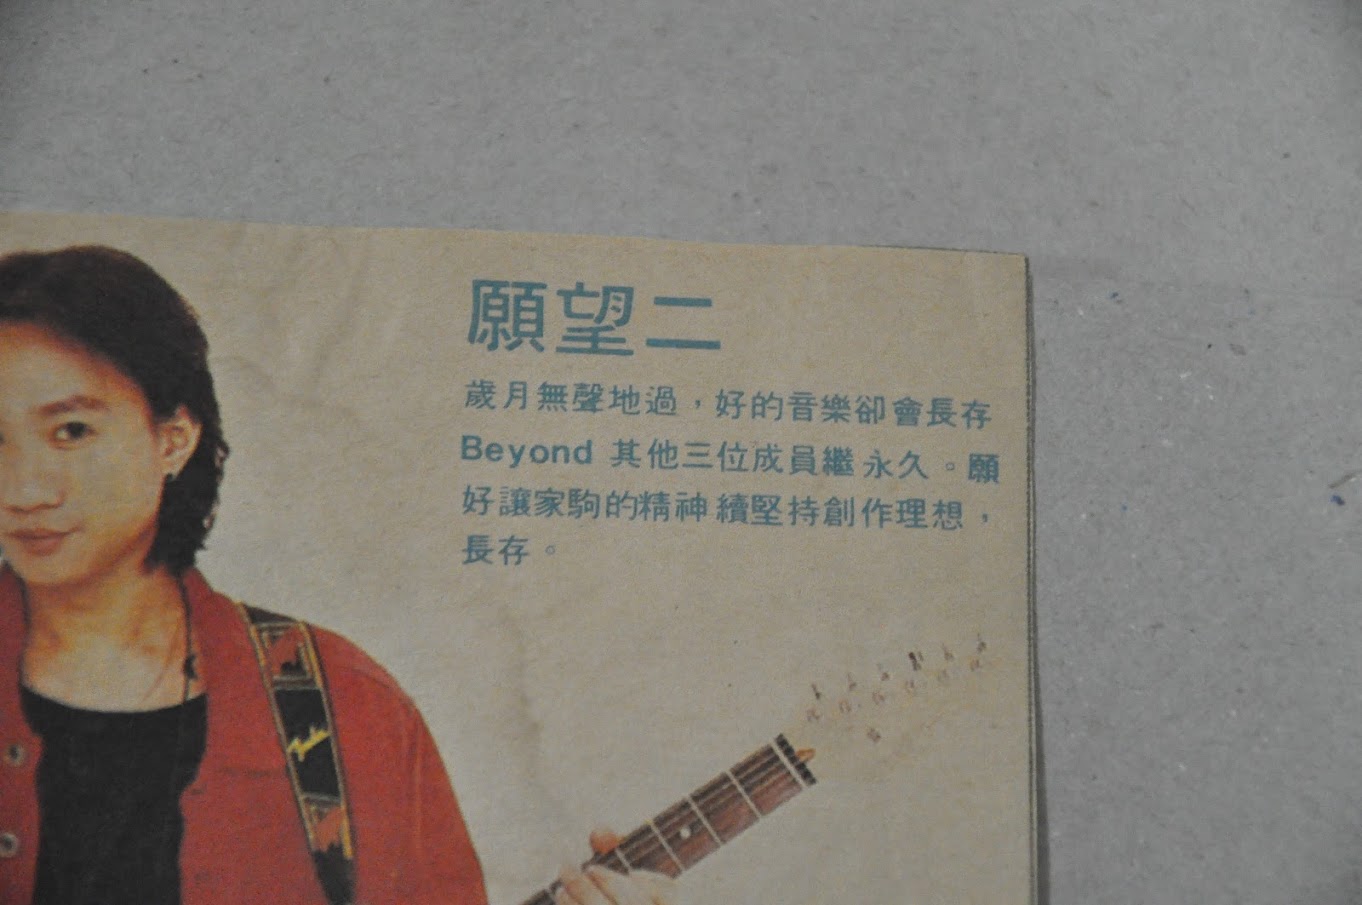 願望二
歲月無聲地過，好的音樂卻會長存
Beyond 其他三位成員繼永久。願
好讓家駒的精神續堅持創作理想，
長存。